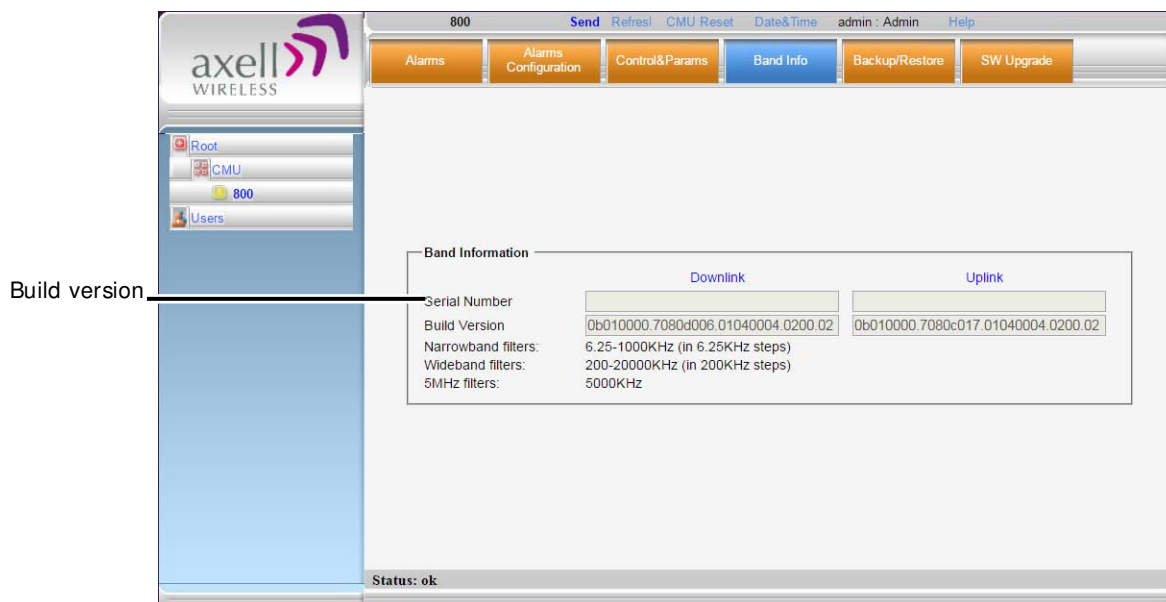 800 Send Refresl CMU Reset Date&Time admin : Admin Help
axell
WIRELESS
Alarms
Alarms
Configuration
Control&Params
Band Info
Backup/Restore
SW Upgrade
Root
CMU
800
Users
Build version
Band Information
Downlink Uplink
Serial Number
Build Version 0b010000.7080d006.01040004.0200.02 0b010000.7080c017.01040004.0200.02
Narrowband filters: 6.25-1000KHz (in 6.25KHz steps)
Wideband filters: 200-20000KHz (in 200KHz steps)
5MHz filters: 5000KHz
Status: ok